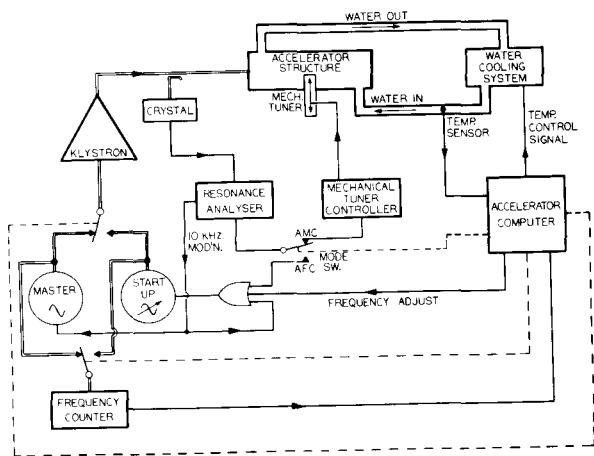 WATER OUT
ACCELERATOR
STRUCTURE
WATER
COOLING
SYSTEM
MECH.
TUNER
WATER IN
CRYSTAL
KLYSTRON
TEMP.
SENSOR
TEMP.
CONTROL
SIGNAL
RESONANCE
ANALYSER
MECHANICAL
TUNER
CONTROLLER
ACCELERATOR
COMPUTER
10 KHZ.
MOD'N.
AMC
MODE
SW.
AFC
MASTER
START
UP
FREQUENCY ADJUST
FREQUENCY
COUNTER